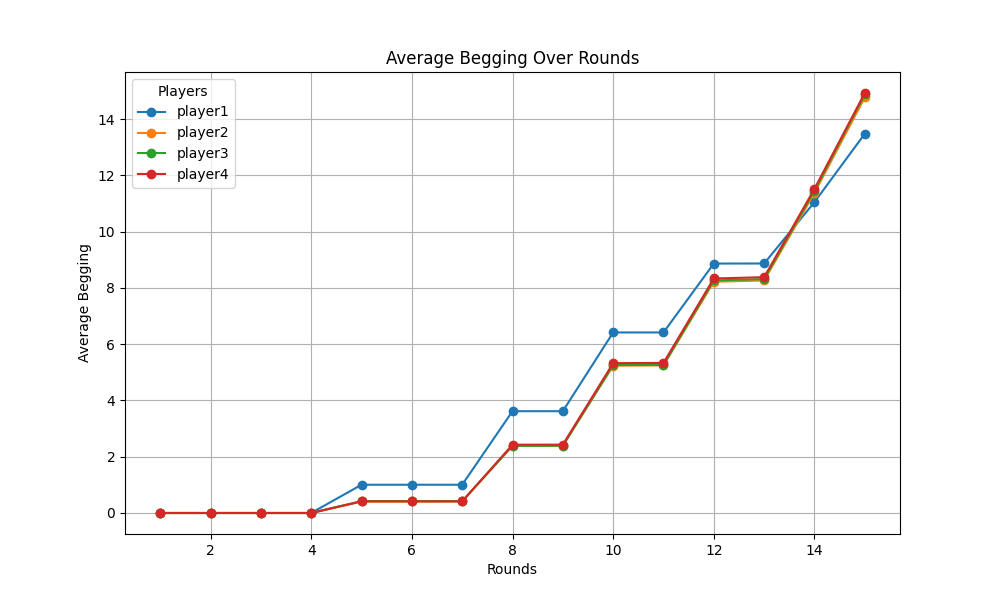 Average Begging Over Rounds
Players
player1
player2
player3
player4
Average Begging
14
12
10
8
6
4
2
0
2 4 6 8 10 12 14
Rounds